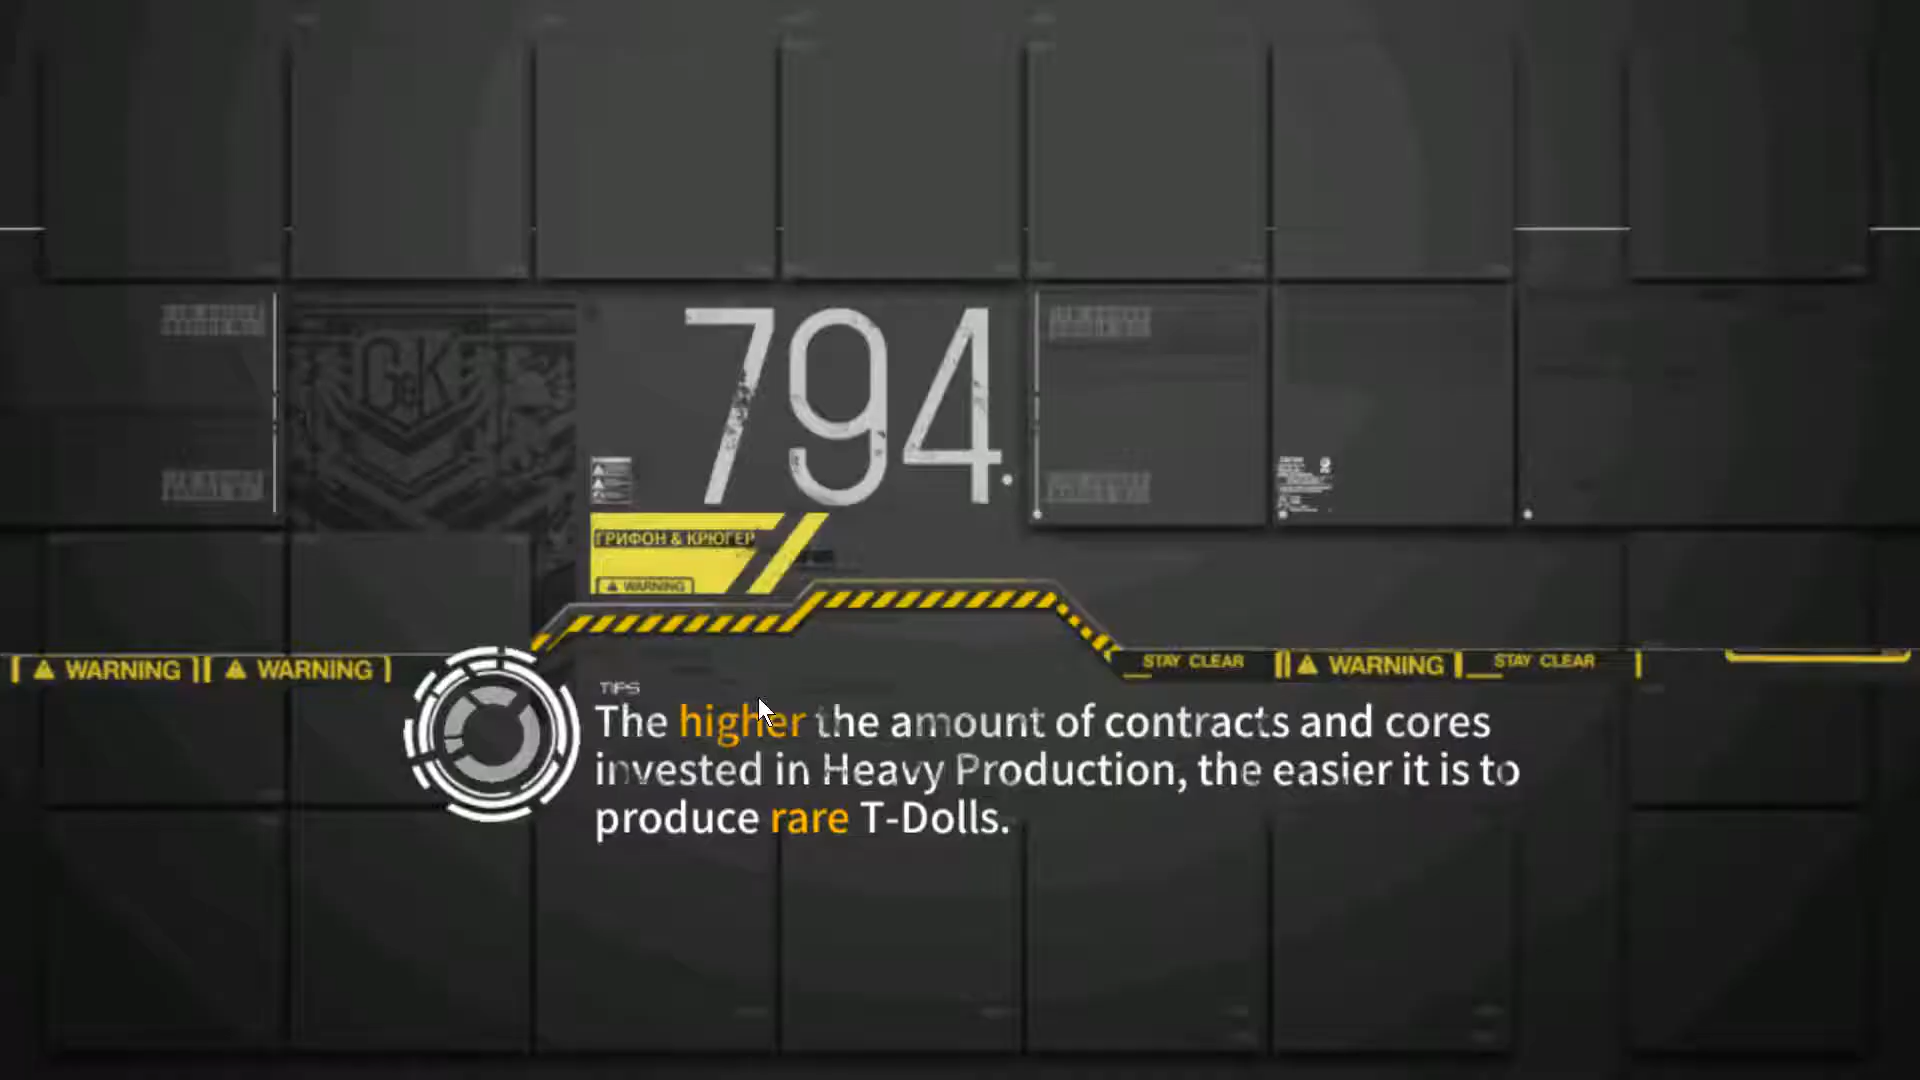 G&K
794.
ГРИФОН & КРЮГЕР
WARNING
WARNING
WARNING
STAY CLEAR
WARNING
STAY CLEAR
TIPS
The higher the amount of contracts and cores
invested in Heavy Production, the easier it is to
produce rare T-Dolls.